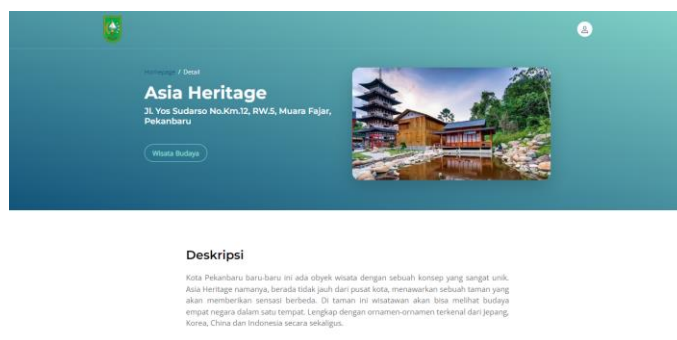 Homepage / Detail
Asia Heritage
Jl. Yos Sudarso No.Km.12, RW.5, Muara Fajar,
Pekanbaru
Wisata Budaya
Deskripsi
Kota Pekanbaru baru-baru ini ada obyek wisata dengan sebuah konsep yang sangat unik.
Asia Heritage namanya, berada tidak jauh dari pusat kota, menawarkan sebuah taman yang
akan memberikan sensasi berbeda. Di taman ini wisatawan akan bisa melihat budaya
empat negara dalam satu tempat. Lengkap dengan ornamen-ornamen terkenal dari Jepang,
Korea, China dan Indonesia secara sekaligus.